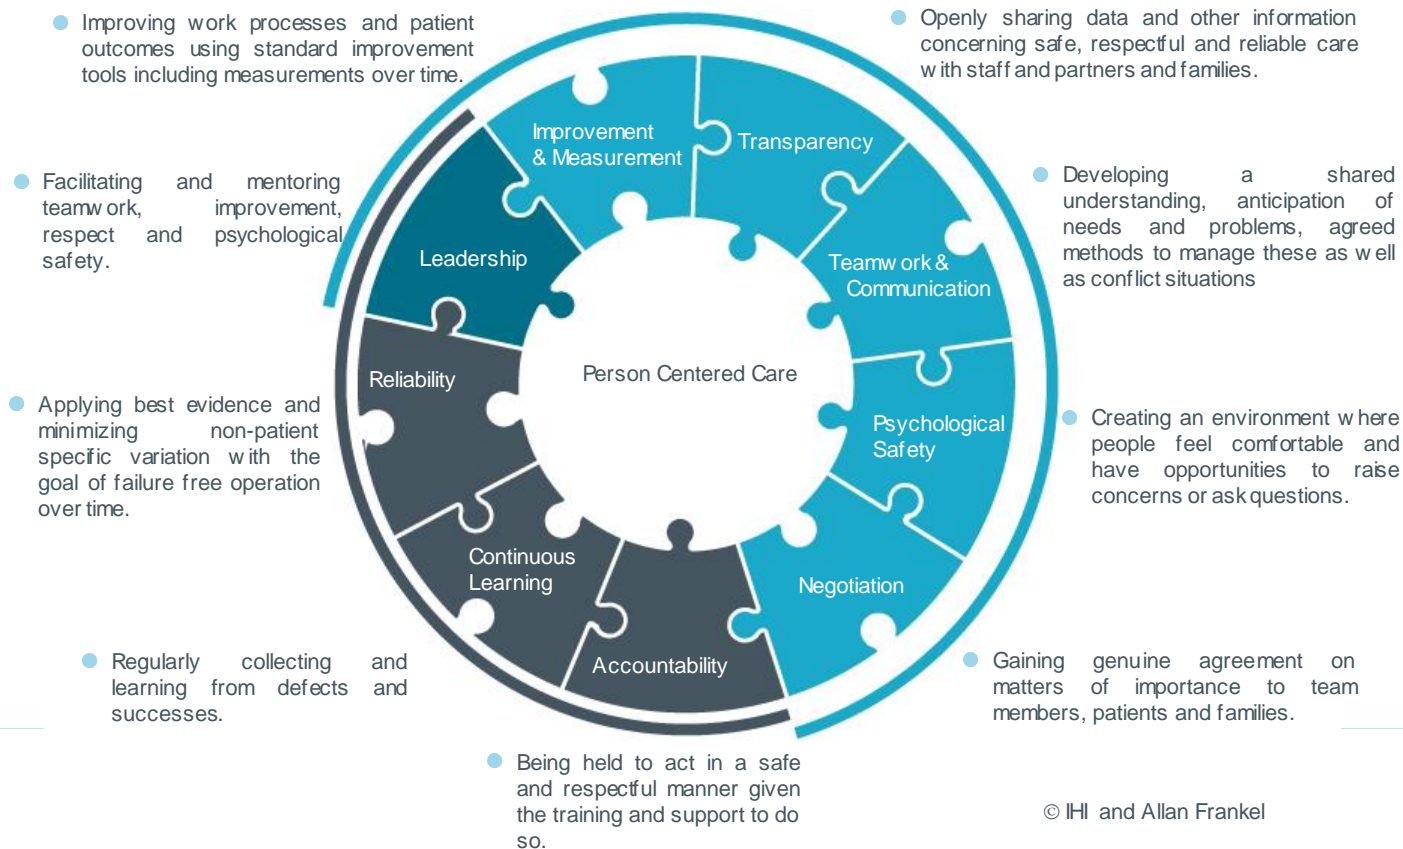 Improving work processes and patient
outcomes using standard improvement
tools including measurements over time.
Openly sharing data and other information
concerning safe, respectful and reliable care
with staff and partners and families.
Improvement
& Measurement
Transparency
Facilitating and mentoring
teamwork, improvement,
respect and psychological
safety.
Developing a shared
understanding, anticipation of
needs and problems, agreed
methods to manage these as well
as conflict situations
Leadership
Teamwork &
Communication
Person Centered Care
Reliability
Applying best evidence and
minimizing non-patient
specific variation with the
goal of failure free operation
over time.
Psychological
Safety
Creating an environment where
people feel comfortable and
have opportunities to raise
concerns or ask questions.
Continuous
Learning
Negotiation
Accountability
Regularly collecting and
learning from defects and
successes.
Gaining genuine agreement on
matters of importance to team
members, patients and families.
Being held to act in a safe
and respectful manner given
the training and support to do
so.
© IHI and Allan Frankel